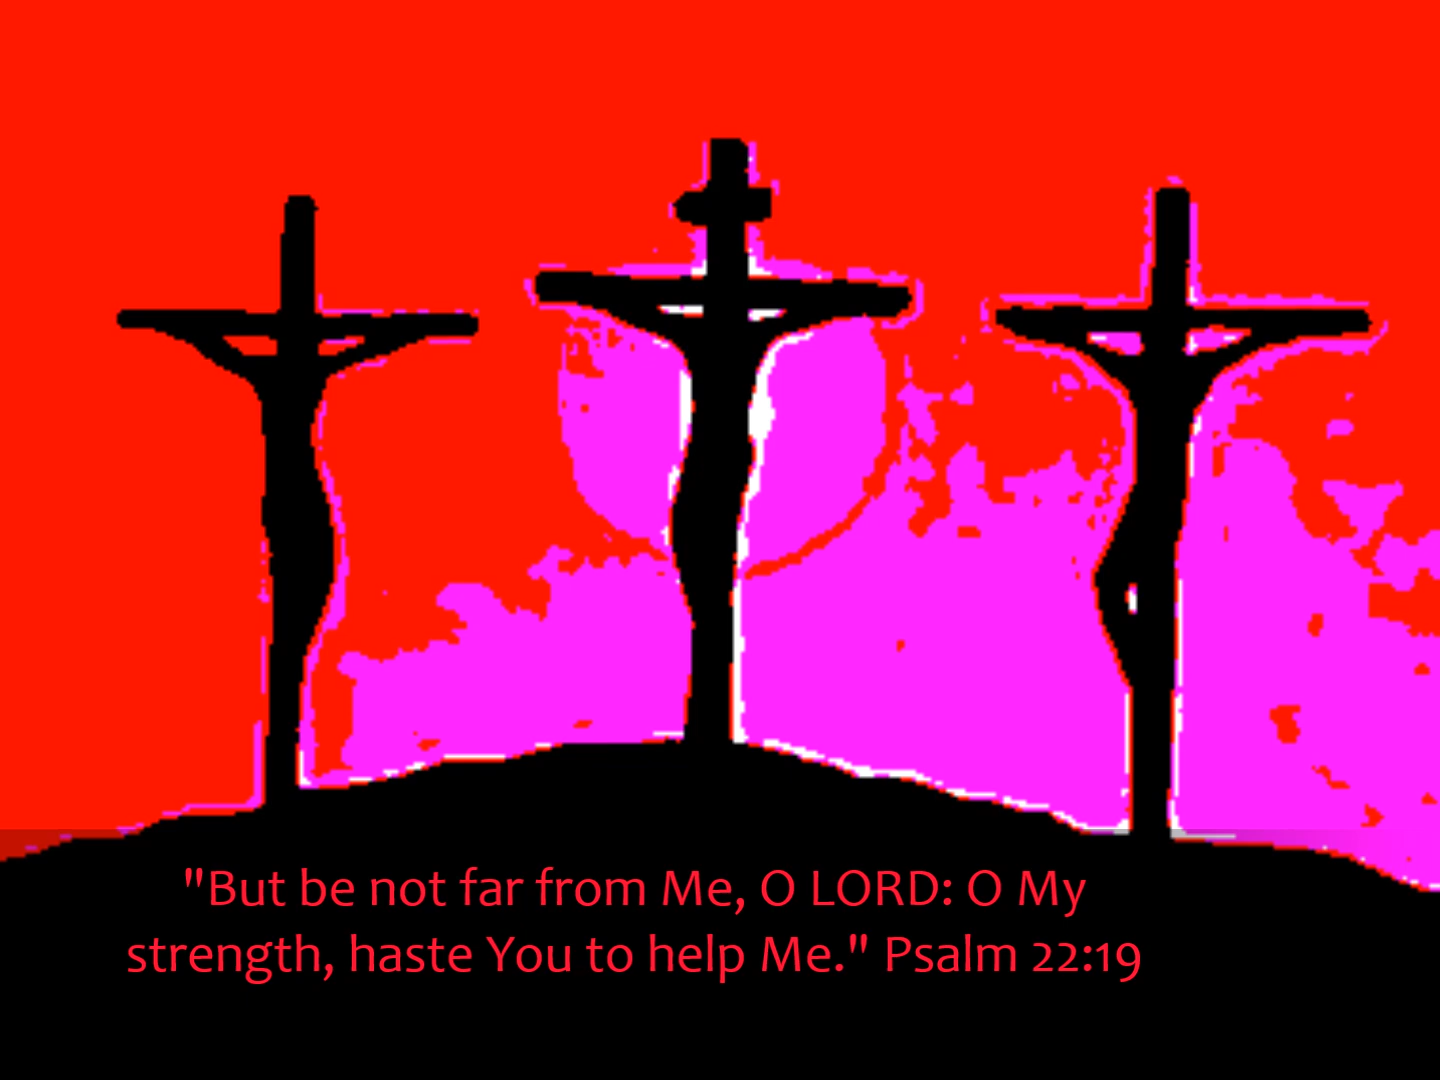 "But be not far from Me, O LORD: O My
strength, haste You to help Me." Psalm 22:19